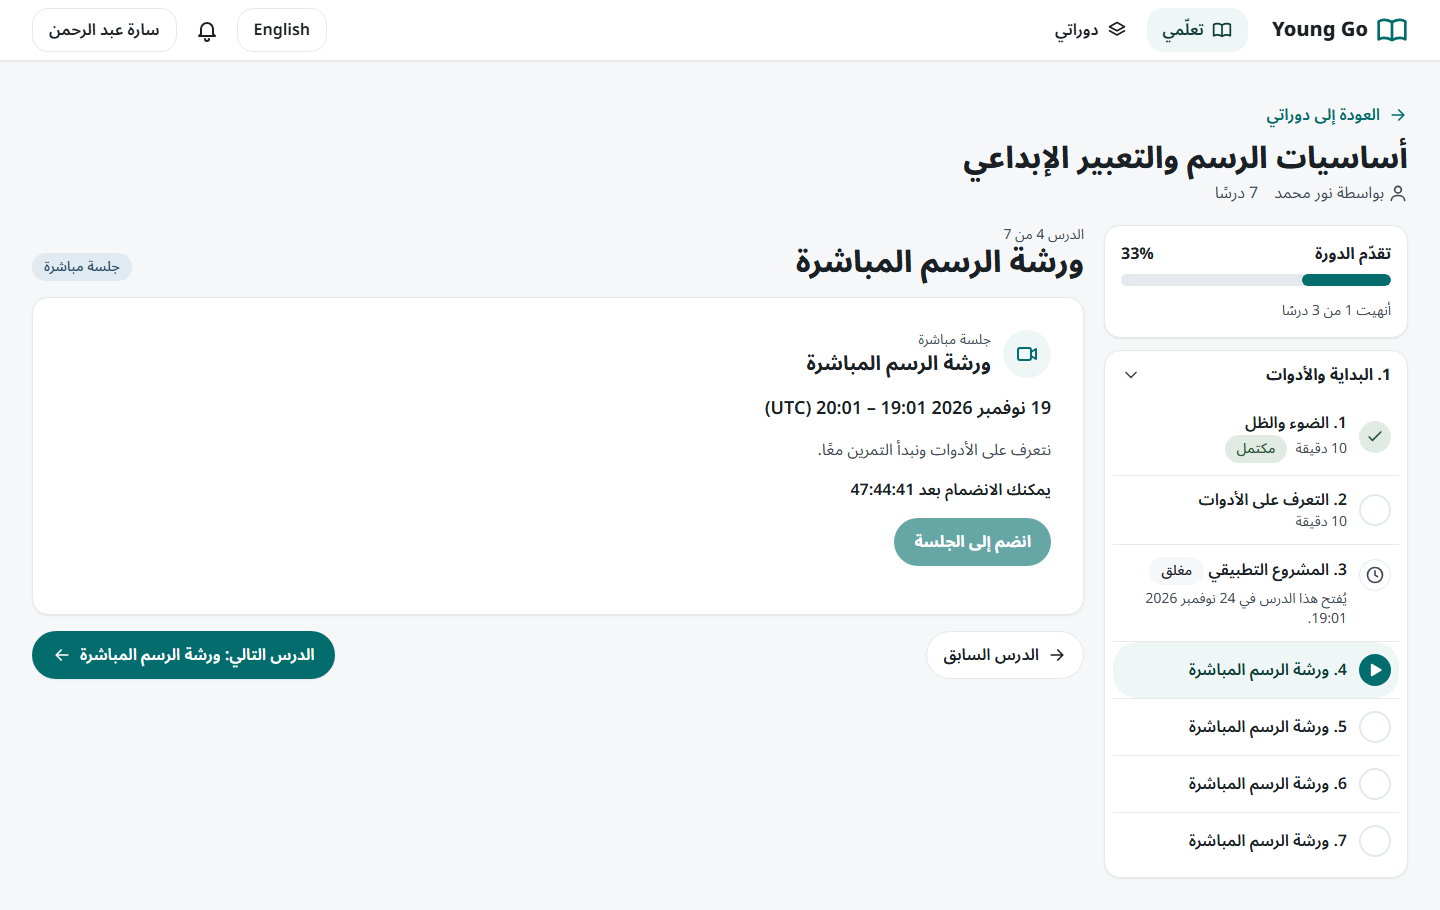 Young Go
تعلّمي
دوراتي
English
سارة عبد الرحمن
العودة إلى دوراتي
أساسيات الرسم والتعبير الإبداعي
بواسطة نور محمد 7 درسًا
تقدّم الدورة 33%
أنهيت 1 من 3 درسًا
1. البداية والأدوات
1. الضوء والظل
10 دقيقة مكتمل
2. التعرف على الأدوات
10 دقيقة
3. المشروع التطبيقي مغلق
يُفتح هذا الدرس في 24 نوفمبر 2026
19:01.
4. ورشة الرسم المباشرة
5. ورشة الرسم المباشرة
6. ورشة الرسم المباشرة
7. ورشة الرسم المباشرة
الدرس 4 من 7
ورشة الرسم المباشرة
جلسة مباشرة
جلسة مباشرة
ورشة الرسم المباشرة
19 نوفمبر 2026 19:01 – 20:01 (UTC)
نتعرف على الأدوات ونبدأ التمرين معًا.
يمكنك الانضمام بعد 47:44:41
انضم إلى الجلسة
الدرس السابق
الدرس التالي: ورشة الرسم المباشرة